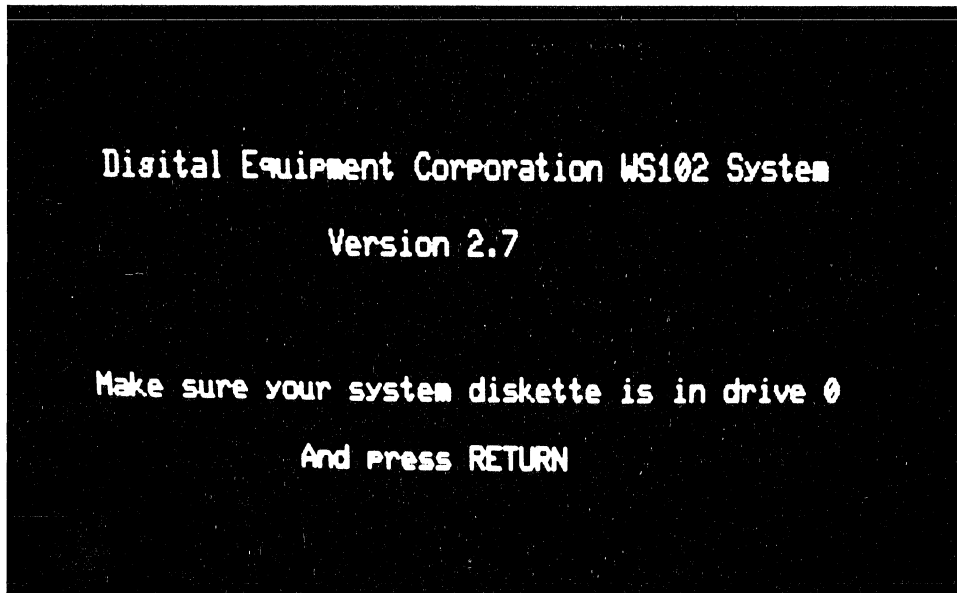 Digital Equipment Corporation WS102 System
Version 2.7
Make sure your system diskette is in drive 0
And press RETURN